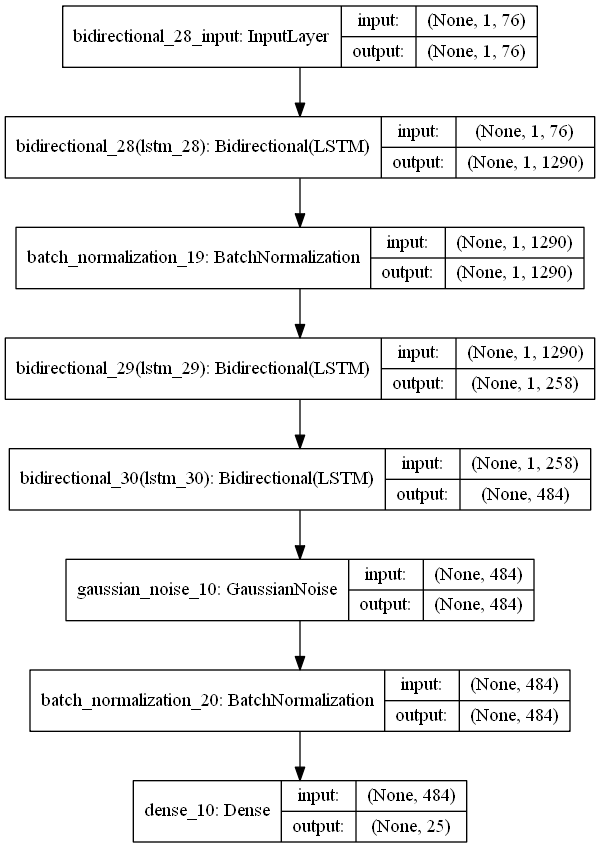 bidirectional_28_input: InputLayer
input: (None, 1, 76)
output: (None, 1, 76)
bidirectional_28(lstm_28): Bidirectional(LSTM)
input: (None, 1, 76)
output: (None, 1, 1290)
batch_normalization_19: BatchNormalization
input: (None, 1, 1290)
output: (None, 1, 1290)
bidirectional_29(lstm_29): Bidirectional(LSTM)
input: (None, 1, 1290)
output: (None, 1, 258)
bidirectional_30(lstm_30): Bidirectional(LSTM)
input: (None, 1, 258)
output: (None, 484)
gaussian_noise_10: GaussianNoise
input: (None, 484)
output: (None, 484)
batch_normalization_20: BatchNormalization
input: (None, 484)
output: (None, 484)
dense_10: Dense
input: (None, 484)
output: (None, 25)